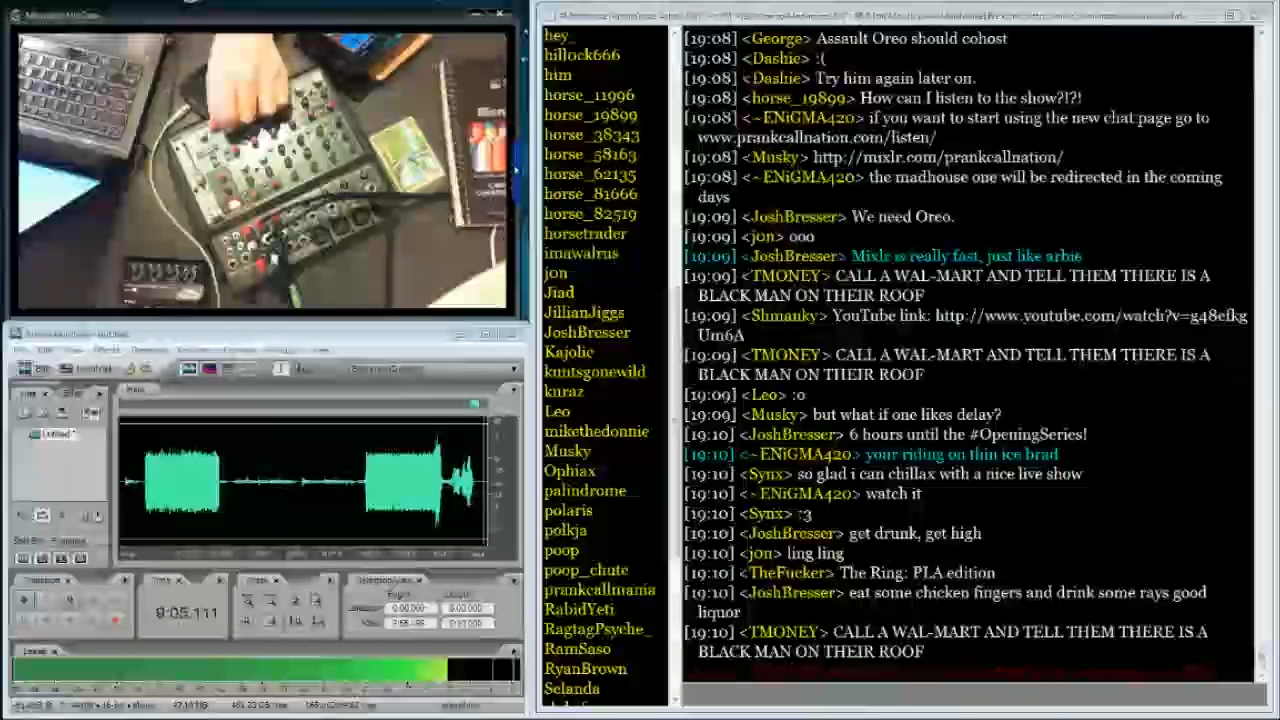 hey_
hillock666
him
horse_11996
horse_19899
horse_38343
horse_58163
horse_62135
horse_81666
horse_82519
horsetrader
imawalrus
jon
Jiad
JillianJiggs
JoshBresser
Kajolie
kuntsgonewild
knraz
Leo
mikethedonnie
Musky
Ophiax
palindrome_
polaris
polkja
poop
poop_chute
prankcallmania
RabidYeti
RagtagPsyche_
RamSaso
RyanBrown
Selanda
[19:08] <George> Assault Oreo should cohost
[19:08] <Dashie> :(
[19:08] <Dashie> Try him again later on.
[19:08] <horse_19899> How can I listen to the show?!?!
[19:08] <~ENiGMA420> if you want to start using the new chat page go to
www.prankcallnation.com/listen/
[19:08] <Musky> http://mixlr.com/prankcallnation/
[19:08] <~ENiGMA420> the madhouse one will be redirected in the coming
days
[19:09] <JoshBresser> We need Oreo.
[19:09] <jon> ooo
[19:09] <JoshBresser> Mixlr is really fast, just like arbie
[19:09] <TMONEY> CALL A WAL-MART AND TELL THEM THERE IS A
BLACK MAN ON THEIR ROOF
[19:09] <Shmanky> YouTube link: http://www.youtube.com/watch?v=g48efkg
Um6A
[19:09] <TMONEY> CALL A WAL-MART AND TELL THEM THERE IS A
BLACK MAN ON THEIR ROOF
[19:09] <Leo> :o
[19:09] <Musky> but what if one likes delay?
[19:10] <JoshBresser> 6 hours until the #OpeningSeries!
[19:10] <~ENiGMA420> your riding on thin ice brad
[19:10] <Synx> so glad i can chillax with a nice live show
[19:10] <~ENiGMA420> watch it
[19:10] <Synx> :3
[19:10] <JoshBresser> get drunk, get high
[19:10] <jon> ling ling
[19:10] <TheFucker> The Ring: PLA edition
[19:10] <JoshBresser> eat some chicken fingers and drink some rays good
liquor
[19:10] <TMONEY> CALL A WAL-MART AND TELL THEM THERE IS A
BLACK MAN ON THEIR ROOF
9:05.111